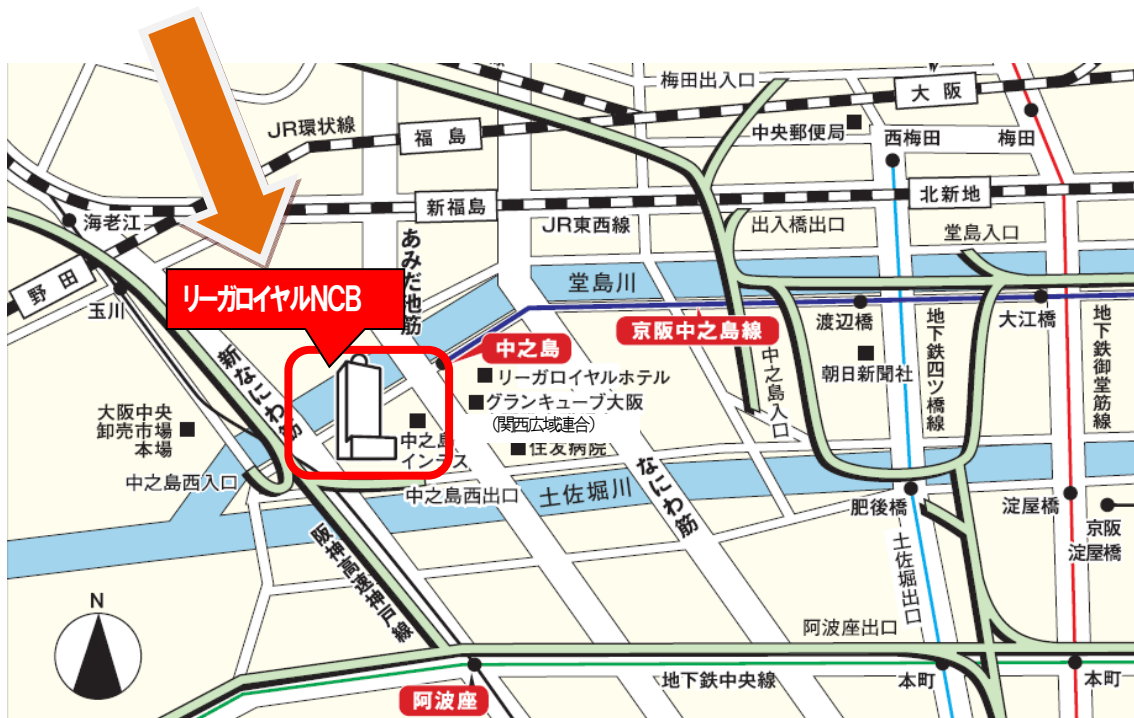 梅田出入口
大阪
JR環状線
福島
中央郵便局
西梅田
梅田
海老江
新福島
北新地
JR東西線
出入橋出口
堂島入口
あみだ池筋
野田
玉川
リーガロイヤルNCB
堂島川
中之島
京阪中之島線
渡辺橋
大江橋
地下鉄四ツ橋線
地下鉄御堂筋線
新なにわ筋
リーガロイヤルホテル
グランキューブ大阪
(関西広域連合)
中之島入口
朝日新聞社
大阪中央
卸売市場
本場
中之島
インテス
住友病院
中之島西入口
中之島西出口
土佐堀川
なにわ筋
肥後橋
淀屋橋
京阪
淀屋橋
阪神高速神戸線
土佐堀出口
N
阿波座出口
阿波座
地下鉄中央線
本町
本町